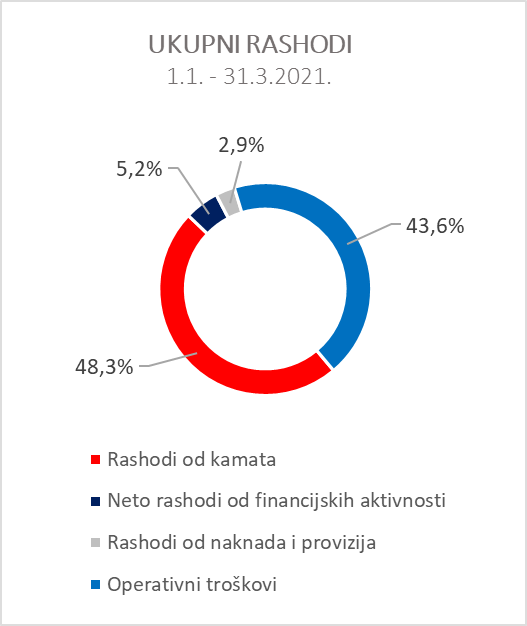 UKUPNI RASHODI
1.1. - 31.3.2021.
2,9%
5,2%
43,6%
48,3%
Rashodi od kamata
Neto rashodi od financijskih aktivnosti
Rashodi od naknada i provizija
Operativni troškovi